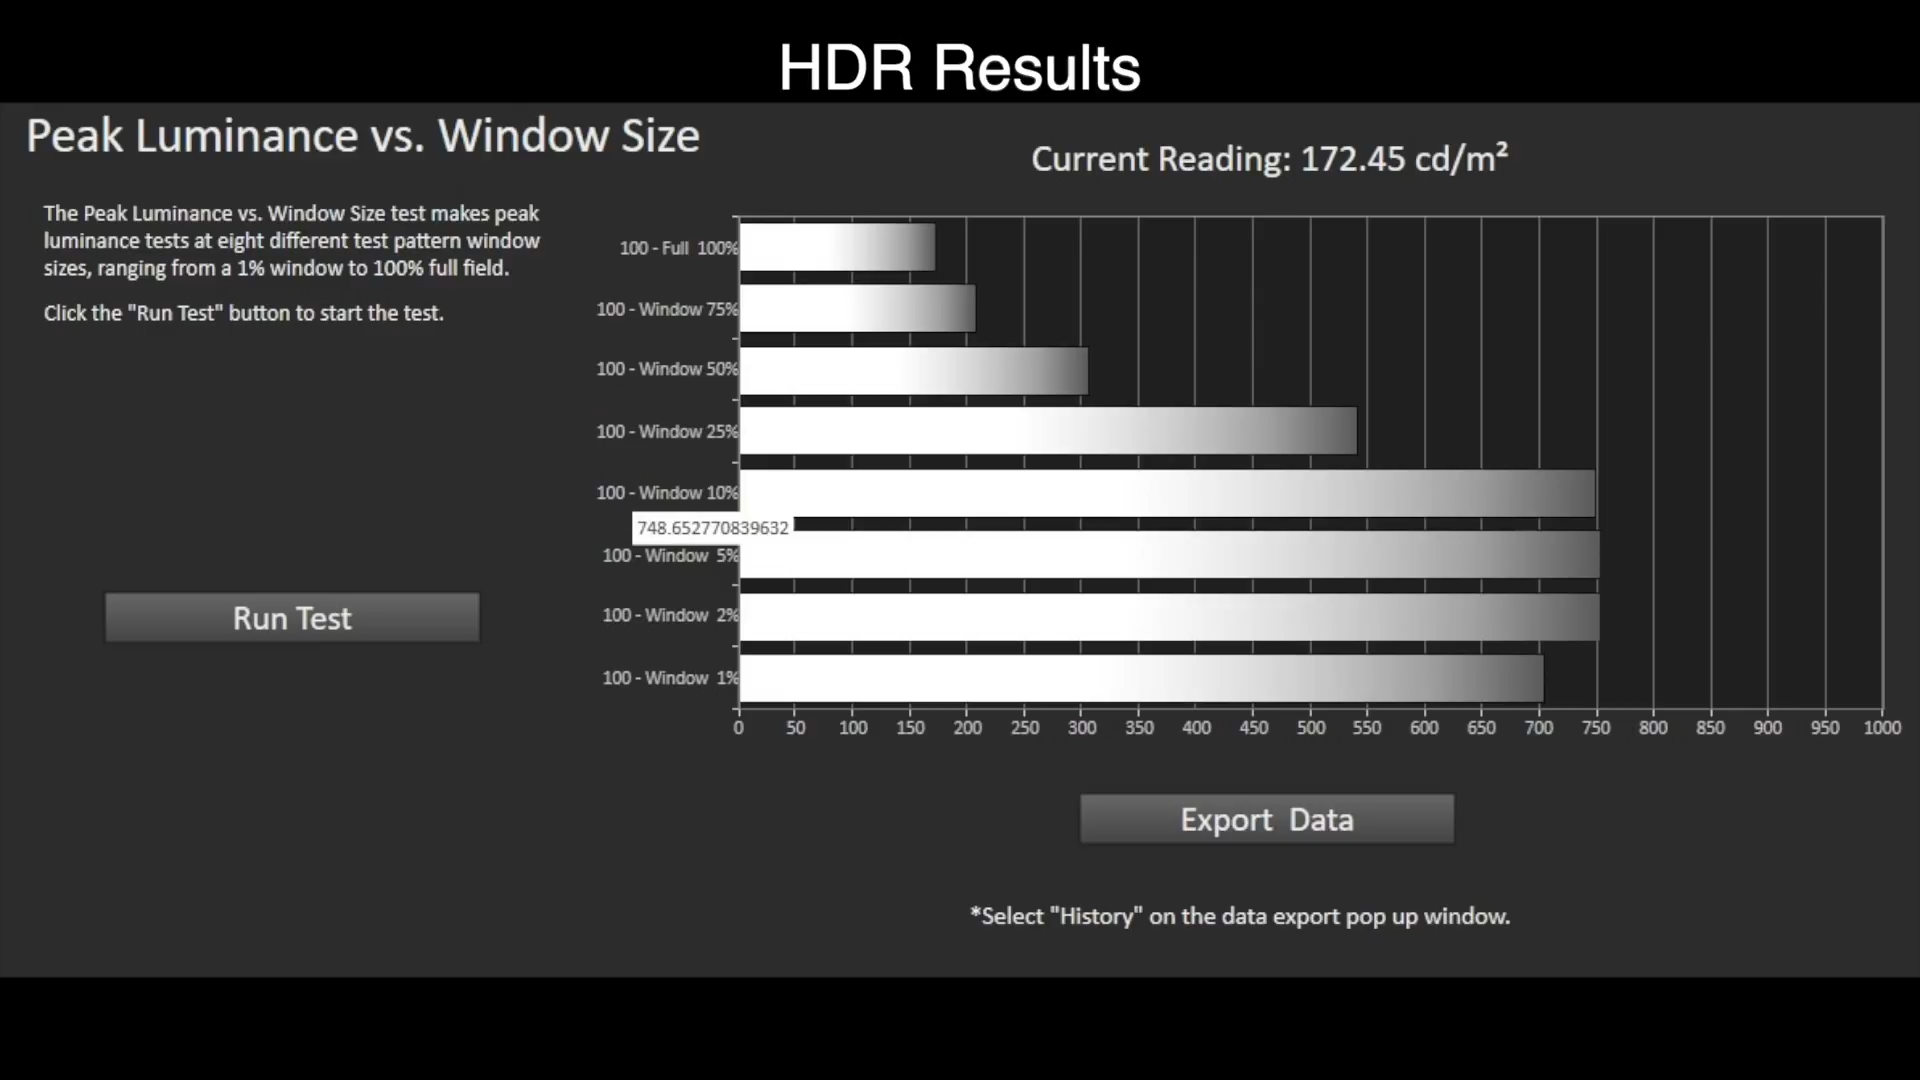 HDR Results
Peak Luminance vs. Window Size
Current Reading: 172.45 cd/m²
The Peak Luminance vs. Window Size test makes peak
luminance tests at eight different test pattern window
sizes, ranging from a 1% window to 100% full field.
Click the "Run Test" button to start the test.
Run Test
100 - Full 100%
100 - Window 75%
100 - Window 50%
100 - Window 25%
100 - Window 10%
748.652770839632
100 - Window 5%
100 - Window 2%
100 - Window 1%
0 50 100 150 200 250 300 350 400 450 500 550 600 650 700 750 800 850 900 950 1000
Export Data
*Select "History" on the data export pop up window.